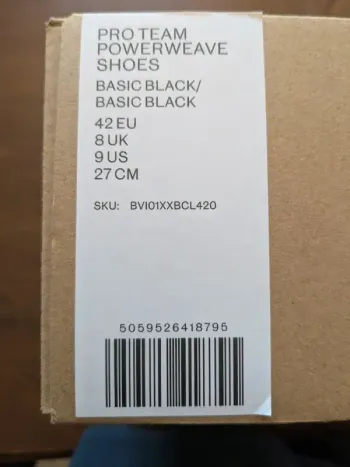 PRO TEAM
POWERWEAVE
SHOES
BASIC BLACK/
BASIC BLACK
42 EU
8 UK
9 US
27 CM
SKU: BVI01XXBCL420
5059526418795